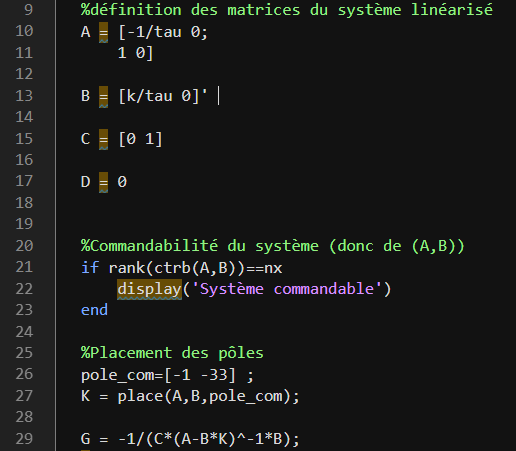 9 %définition des matrices du système linéarisé
10 A = [-1/tau 0;
11 1 0]
12
13 B = [k/tau 0]'
14
15 C = [0 1]
16
17 D = 0
18
19
20 %Commandabilité du système (donc de (A,B))
21 if rank(ctrb(A,B))==nx
22 display('Système commandable')
23 end
24
25 %Placement des pôles
26 pole_com=[-1 -33] ;
27 K = place(A,B,pole_com);
28
29 G = -1/(C*(A-B*K)^-1*B);